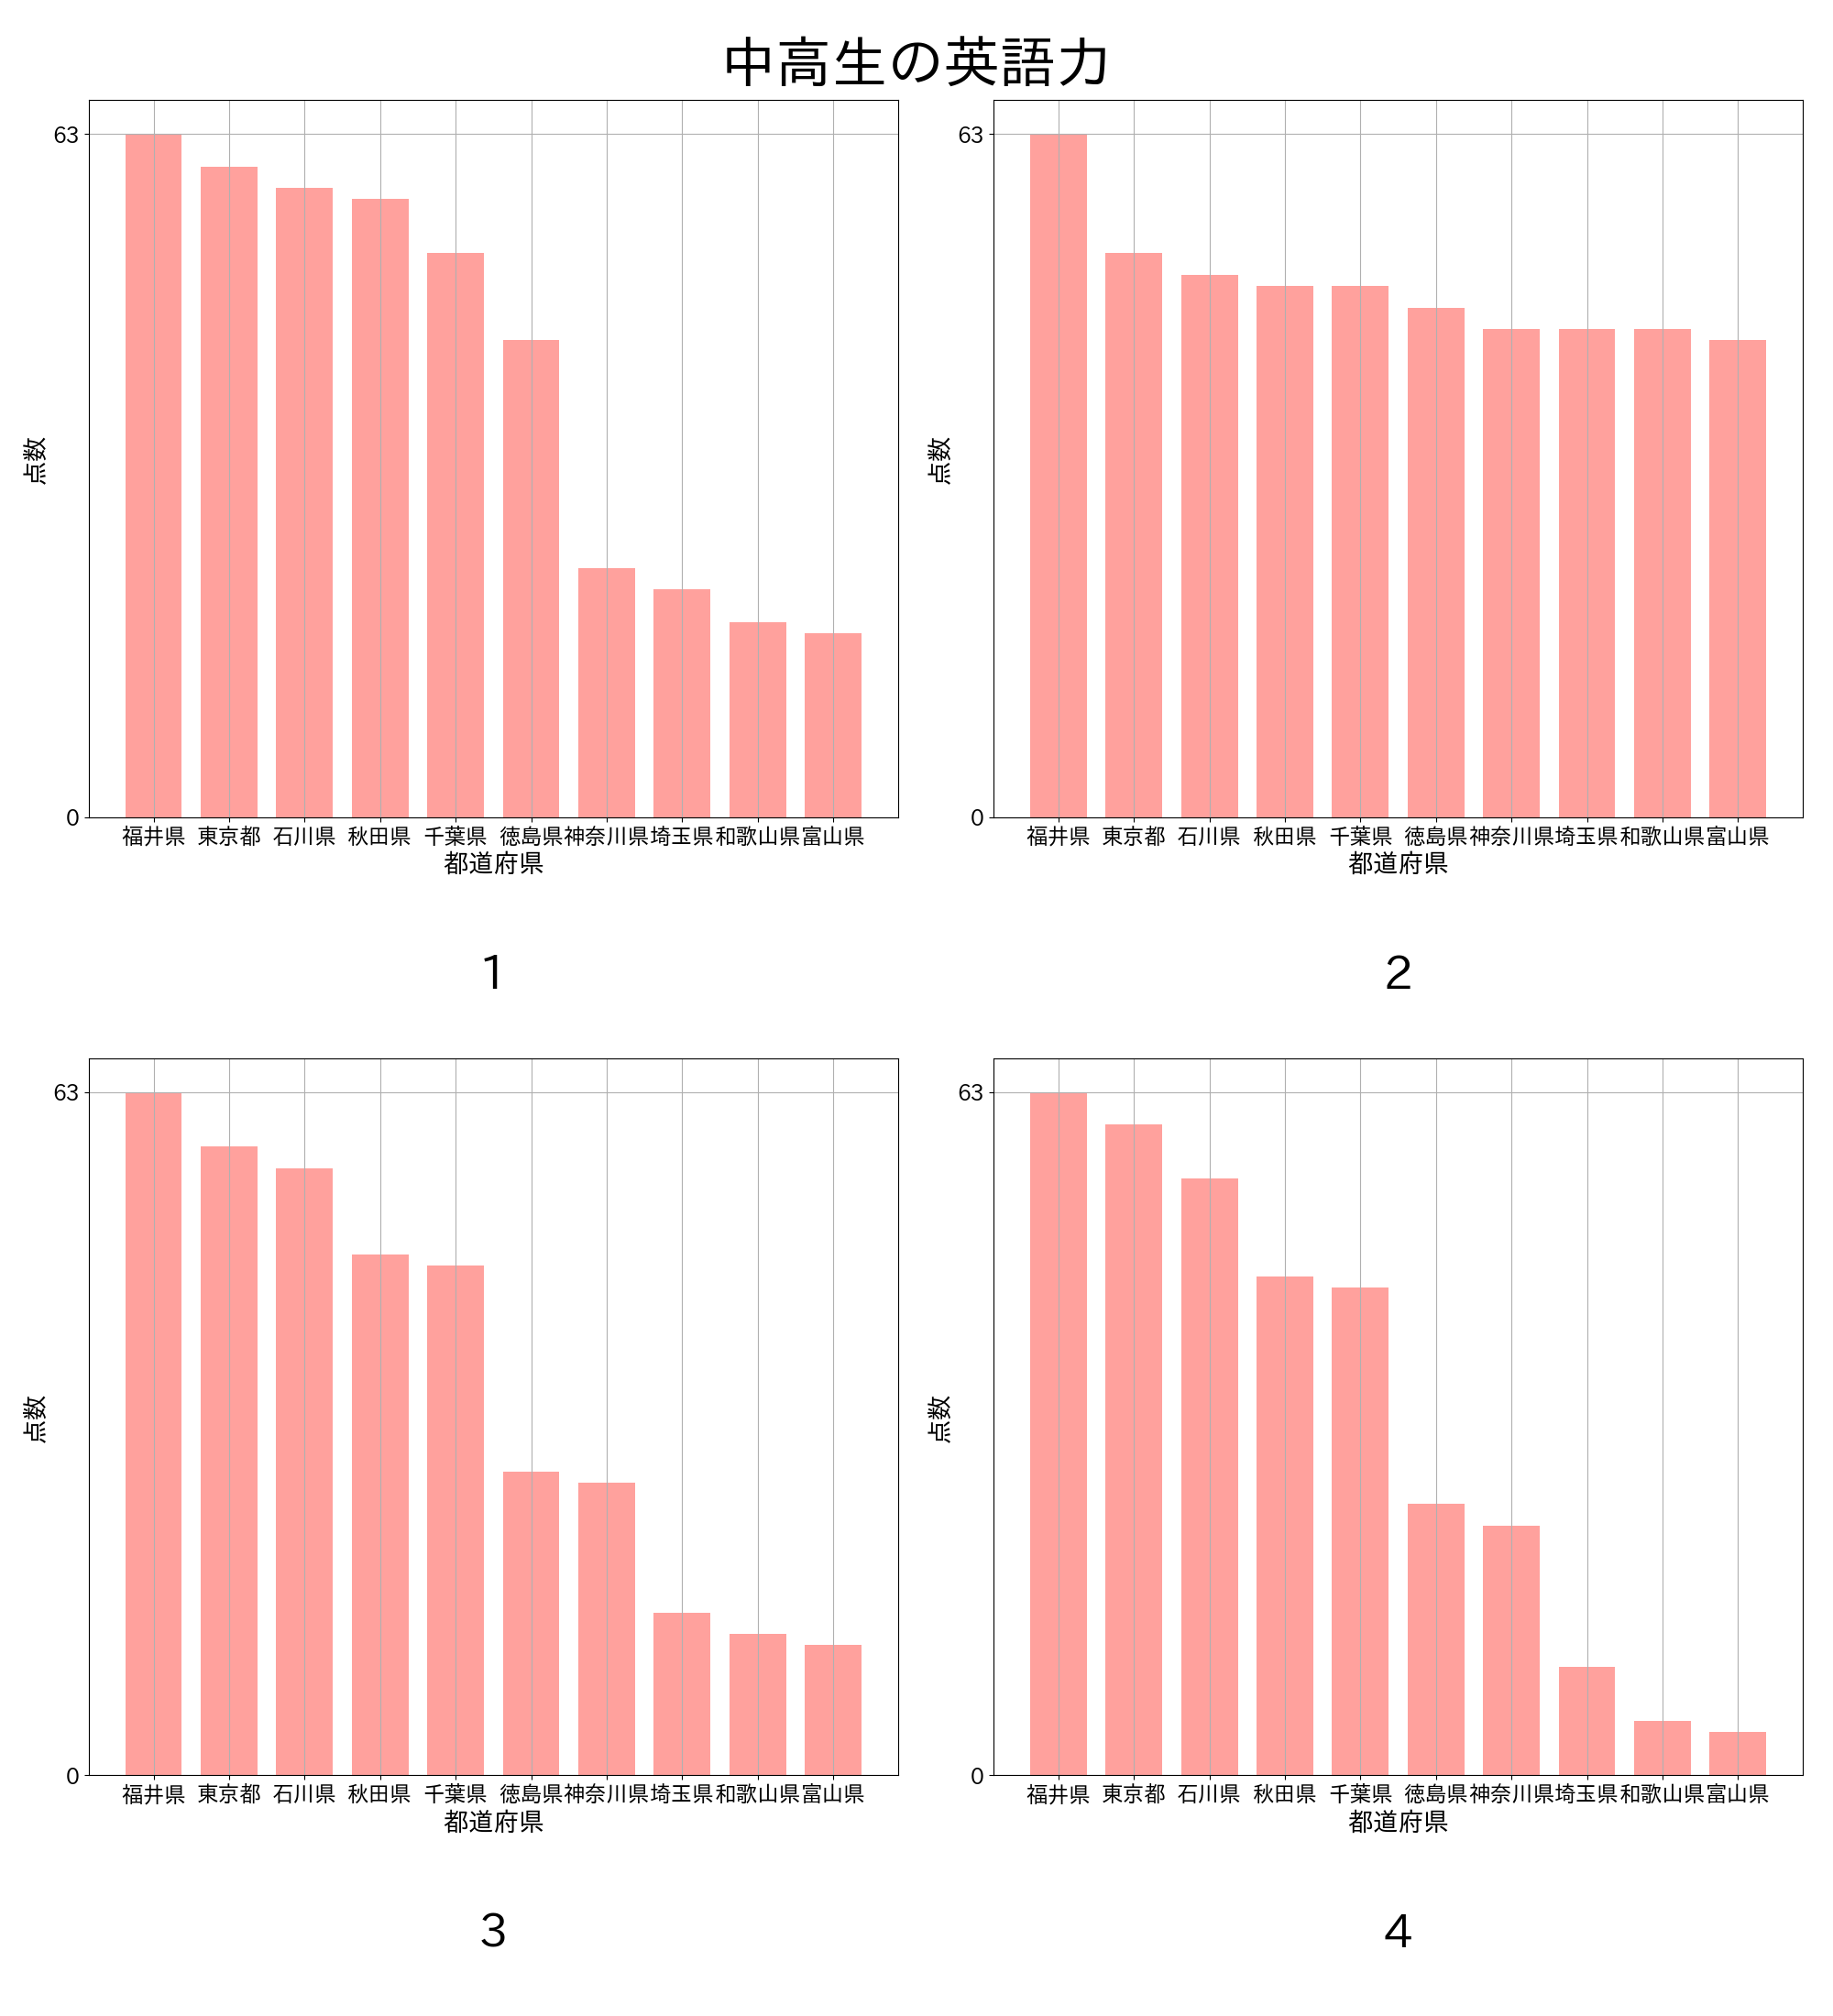 中高生の英語力
63
0
点数
福井県 東京都 石川県 秋田県 千葉県 徳島県 神奈川県 埼玉県 和歌山県 富山県
都道府県
1
63
0
点数
福井県 東京都 石川県 秋田県 千葉県 徳島県 神奈川県 埼玉県 和歌山県 富山県
都道府県
2
63
0
点数
福井県 東京都 石川県 秋田県 千葉県 徳島県 神奈川県 埼玉県 和歌山県 富山県
都道府県
3
63
0
点数
福井県 東京都 石川県 秋田県 千葉県 徳島県 神奈川県 埼玉県 和歌山県 富山県
都道府県
4